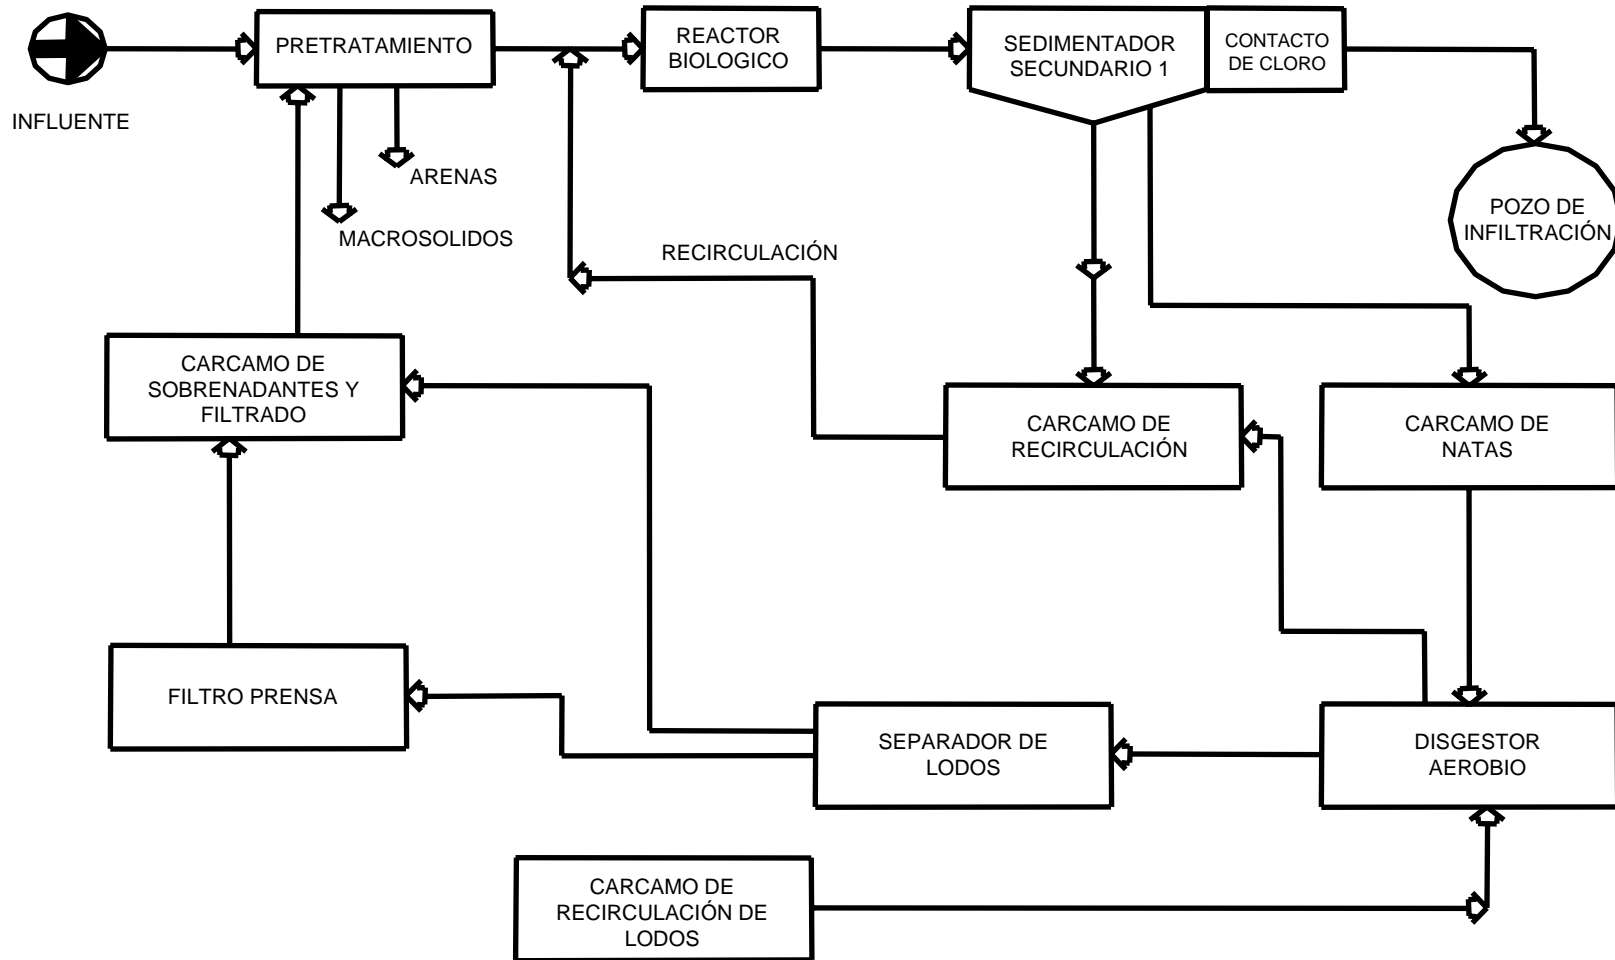 PRETRATAMIENTO
REACTOR
BIOLOGICO
SEDIMENTADOR
SECUNDARIO 1
CONTACTO
DE CLORO
INFLUENTE
ARENAS
MACROSOLIDOS
RECIRCULACIÓN
POZO DE
INFILTRACIÓN
CARCAMO DE
SOBRENADANTES Y
FILTRADO
CARCAMO DE
RECIRCULACIÓN
CARCAMO DE
NATAS
FILTRO PRENSA
SEPARADOR DE
LODOS
DISGESTOR
AEROBIO
CARCAMO DE
RECIRCULACIÓN DE
LODOS